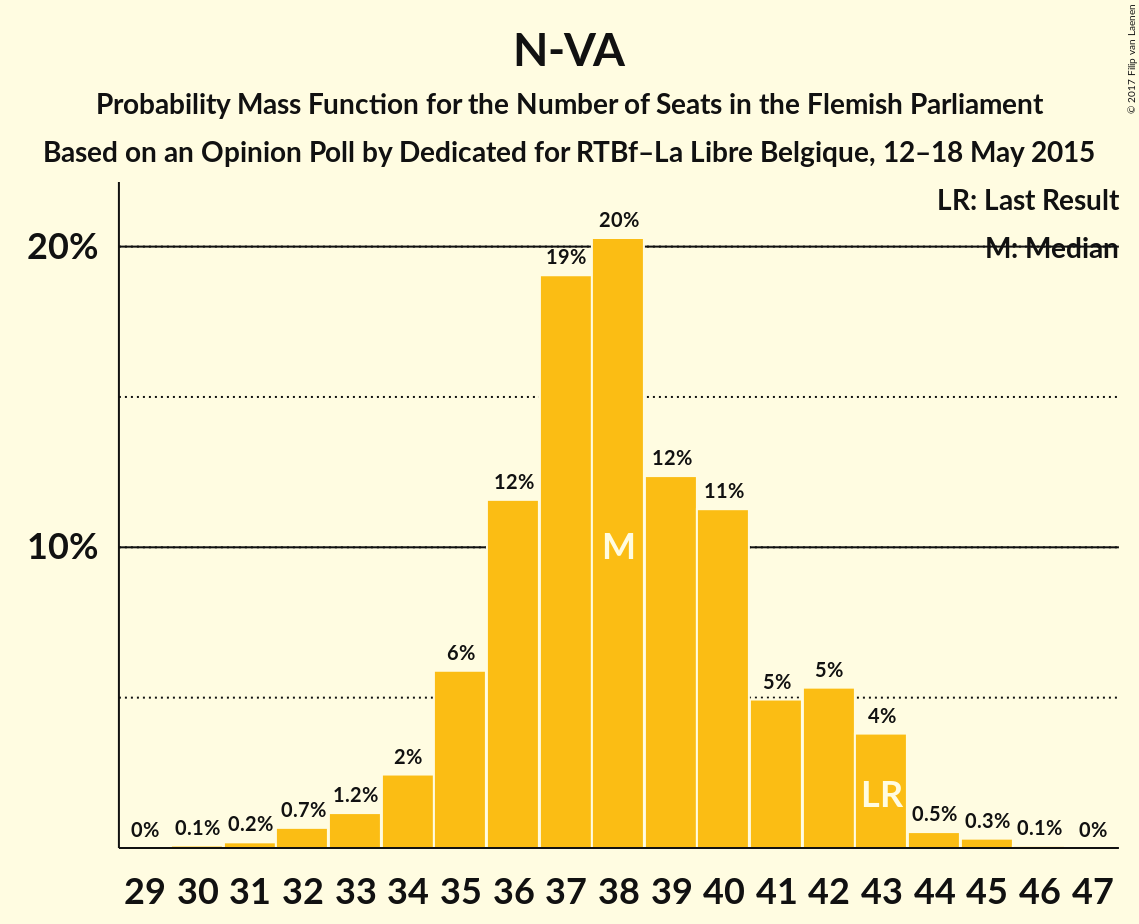 N-VA
Probability Mass Function for the Number of Seats in the Flemish Parliament
Based on an Opinion Poll by Dedicated for RTBf–La Libre Belgique, 12–18 May 2015
© 2017 Filip van Laenen
LR: Last Result
M: Median
20%
10%
0% 0.1% 0.2% 0.7% 1.2% 2% 6% 12% 19% 20% 12% 11% 5% 5% 4% 0.5% 0.3% 0.1% 0%
M
LR
29 30 31 32 33 34 35 36 37 38 39 40 41 42 43 44 45 46 47